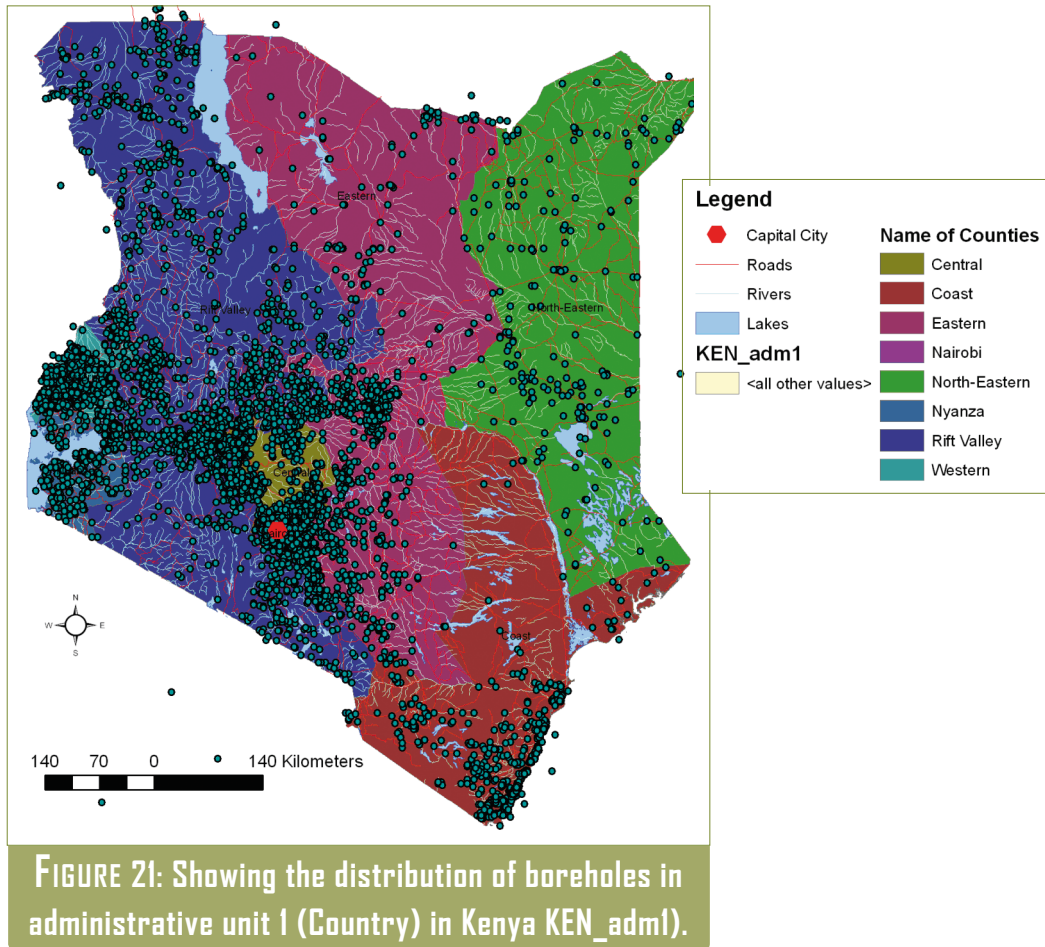 Eastern
Rift Valley
North-Eastern
Central
Coast
N
W E
S
140 70 0 140 Kilometers
Legend
Capital City
Roads
Rivers
Lakes
KEN_adm1
<all other values>
Name of Counties
Central
Coast
Eastern
Nairobi
North-Eastern
Nyanza
Rift Valley
Western
FIGURE 21: Showing the distribution of boreholes in
administrative unit 1 (Country) in Kenya KEN_adm1).